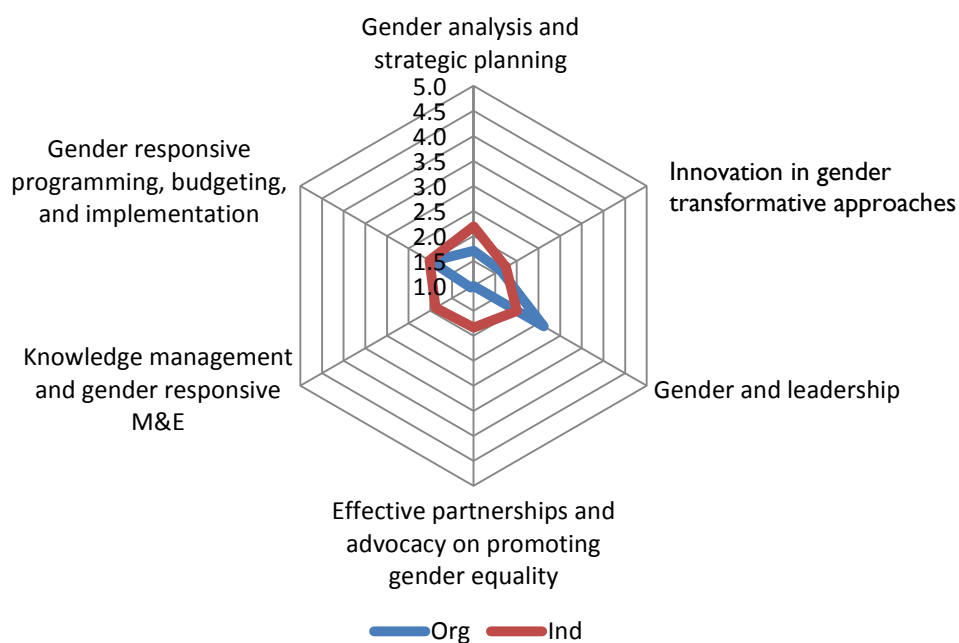 Gender analysis and
strategic planning
5.0
4.5
4.0
3.5
3.0
2.5
2.0
1.5
1.0
Innovation in gender
transformative approaches
Gender and leadership
Effective partnerships and
advocacy on promoting
gender equality
Knowledge management
and gender responsive
M&E
Gender responsive
programming, budgeting,
and implementation
Org
Ind